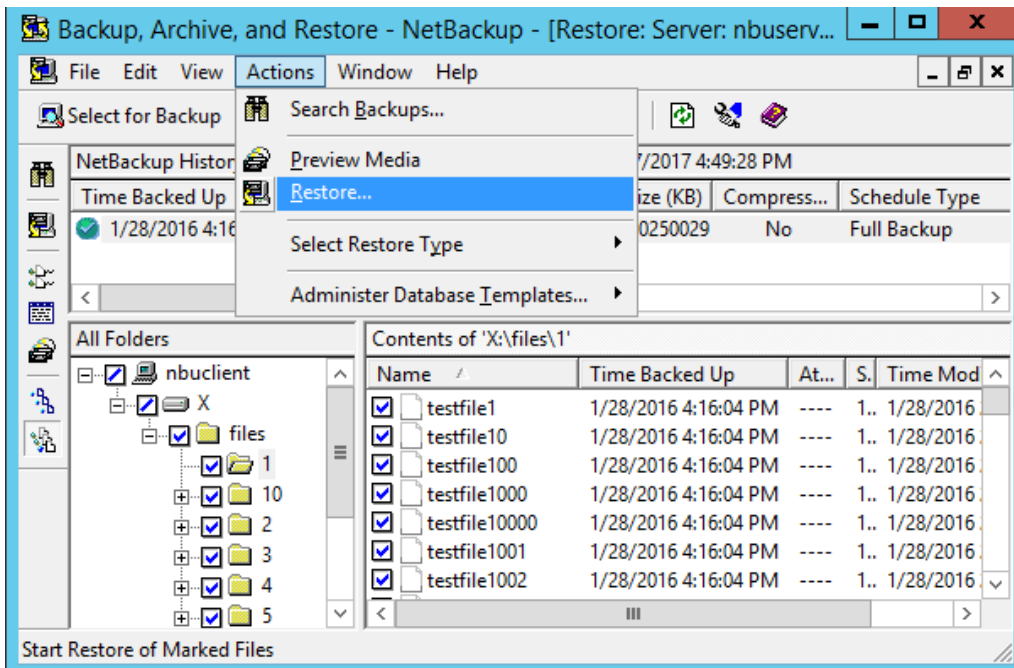 Backup, Archive, and Restore - NetBackup - [Restore: Server: nbuserv...
File Edit View Actions Window Help
Select for Backup
Search Backups...
Preview Media
Restore...
Select Restore Type
Administer Database Templates...
NetBackup Histor
7/2017 4:49:28 PM
Time Backed Up
ize (KB)
Compress...
Schedule Type
1/28/2016 4:16
0250029
No
Full Backup
All Folders
nbuclient
X
files
1
10
2
3
4
5
Contents of 'X:\files\1'
Name Time Backed Up At... S. Time Mod
testfile1 1/28/2016 4:16:04 PM ---- 1.. 1/28/2016
testfile10 1/28/2016 4:16:04 PM ---- 1.. 1/28/2016
testfile100 1/28/2016 4:16:04 PM ---- 1.. 1/28/2016
testfile1000 1/28/2016 4:16:04 PM ---- 1.. 1/28/2016
testfile10000 1/28/2016 4:16:04 PM ---- 1.. 1/28/2016
testfile1001 1/28/2016 4:16:04 PM ---- 1.. 1/28/2016
testfile1002 1/28/2016 4:16:04 PM ---- 1.. 1/28/2016
Start Restore of Marked Files